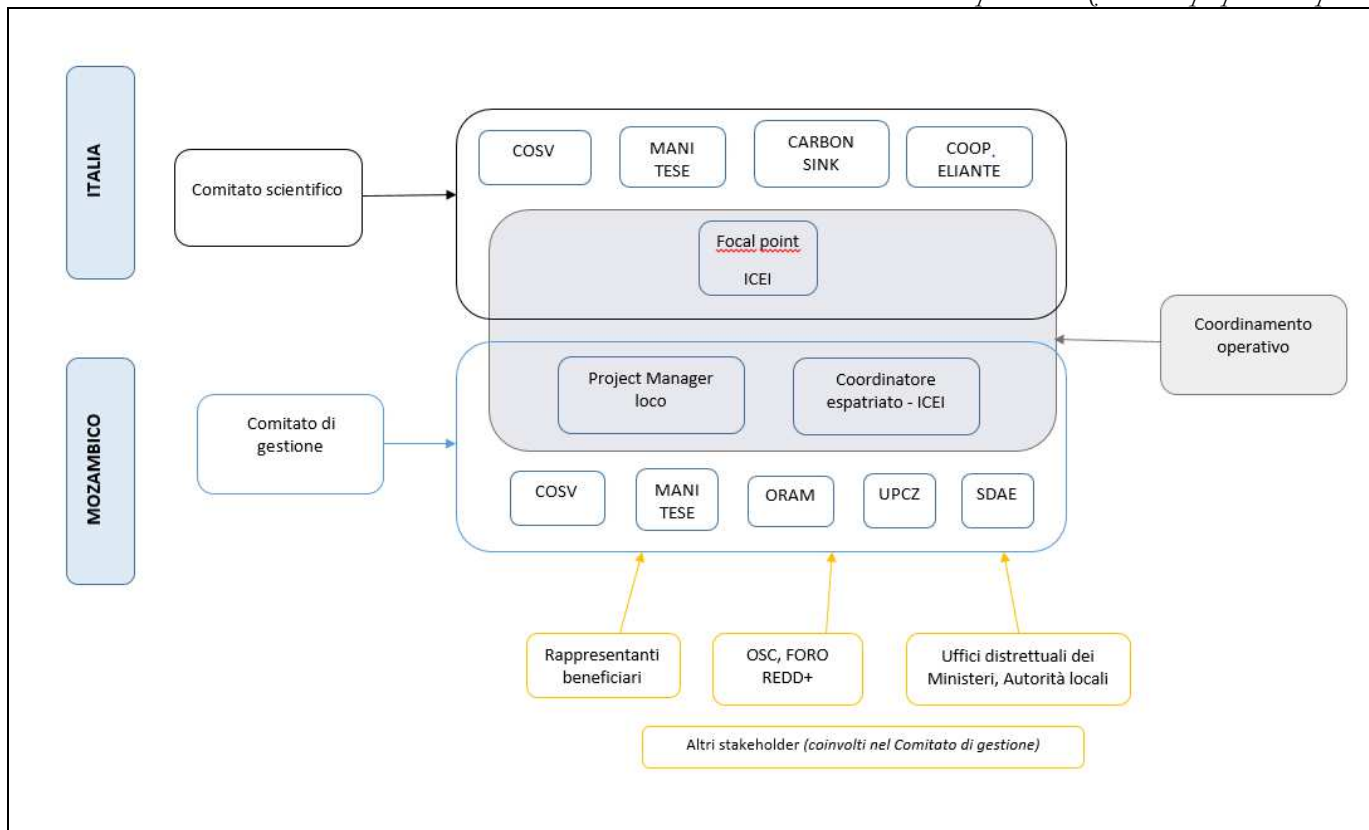 ITALIA
Comitato scientifico
COSV
MANI
TESE
CARBON
SINK
COOP.
ELIANTE
Focal point
ICEI
Coordinamento
operativo
MOZAMBICO
Comitato di
gestione
Project Manager
loco
Coordinatore
espatriato - ICEI
COSV
MANI
TESE
ORAM
UPCZ
SDAE
Rappresentanti
beneficiari
OSC, FORO
REDD+
Uffici distrettuali dei
Ministeri, Autorità locali
Altri stakeholder (coinvolti nel Comitato di gestione)